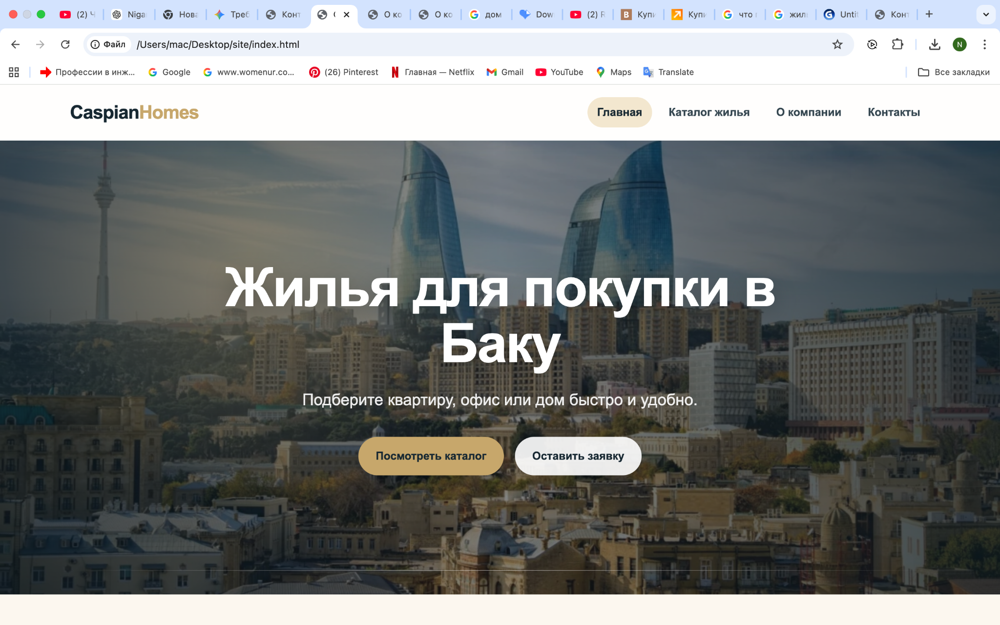 (2) Ч
Niga
Нова
Треб
Конт
О ко
О ко
дом
Dow
(2) R
Купи
Купи
что
жил
Untit
Конт
Файл
/Users/mac/Desktop/site/index.html
N
Профессии в инж...
Google
www.womenur.co...
(26) Pinterest
Главная — Netflix
Gmail
YouTube
Maps
Translate
Все закладки
CaspianHomes
Главная
Каталог жилья
О компании
Контакты
Жилья для покупки в
Баку
Подберите квартиру, офис или дом быстро и удобно.
Посмотреть каталог
Оставить заявку